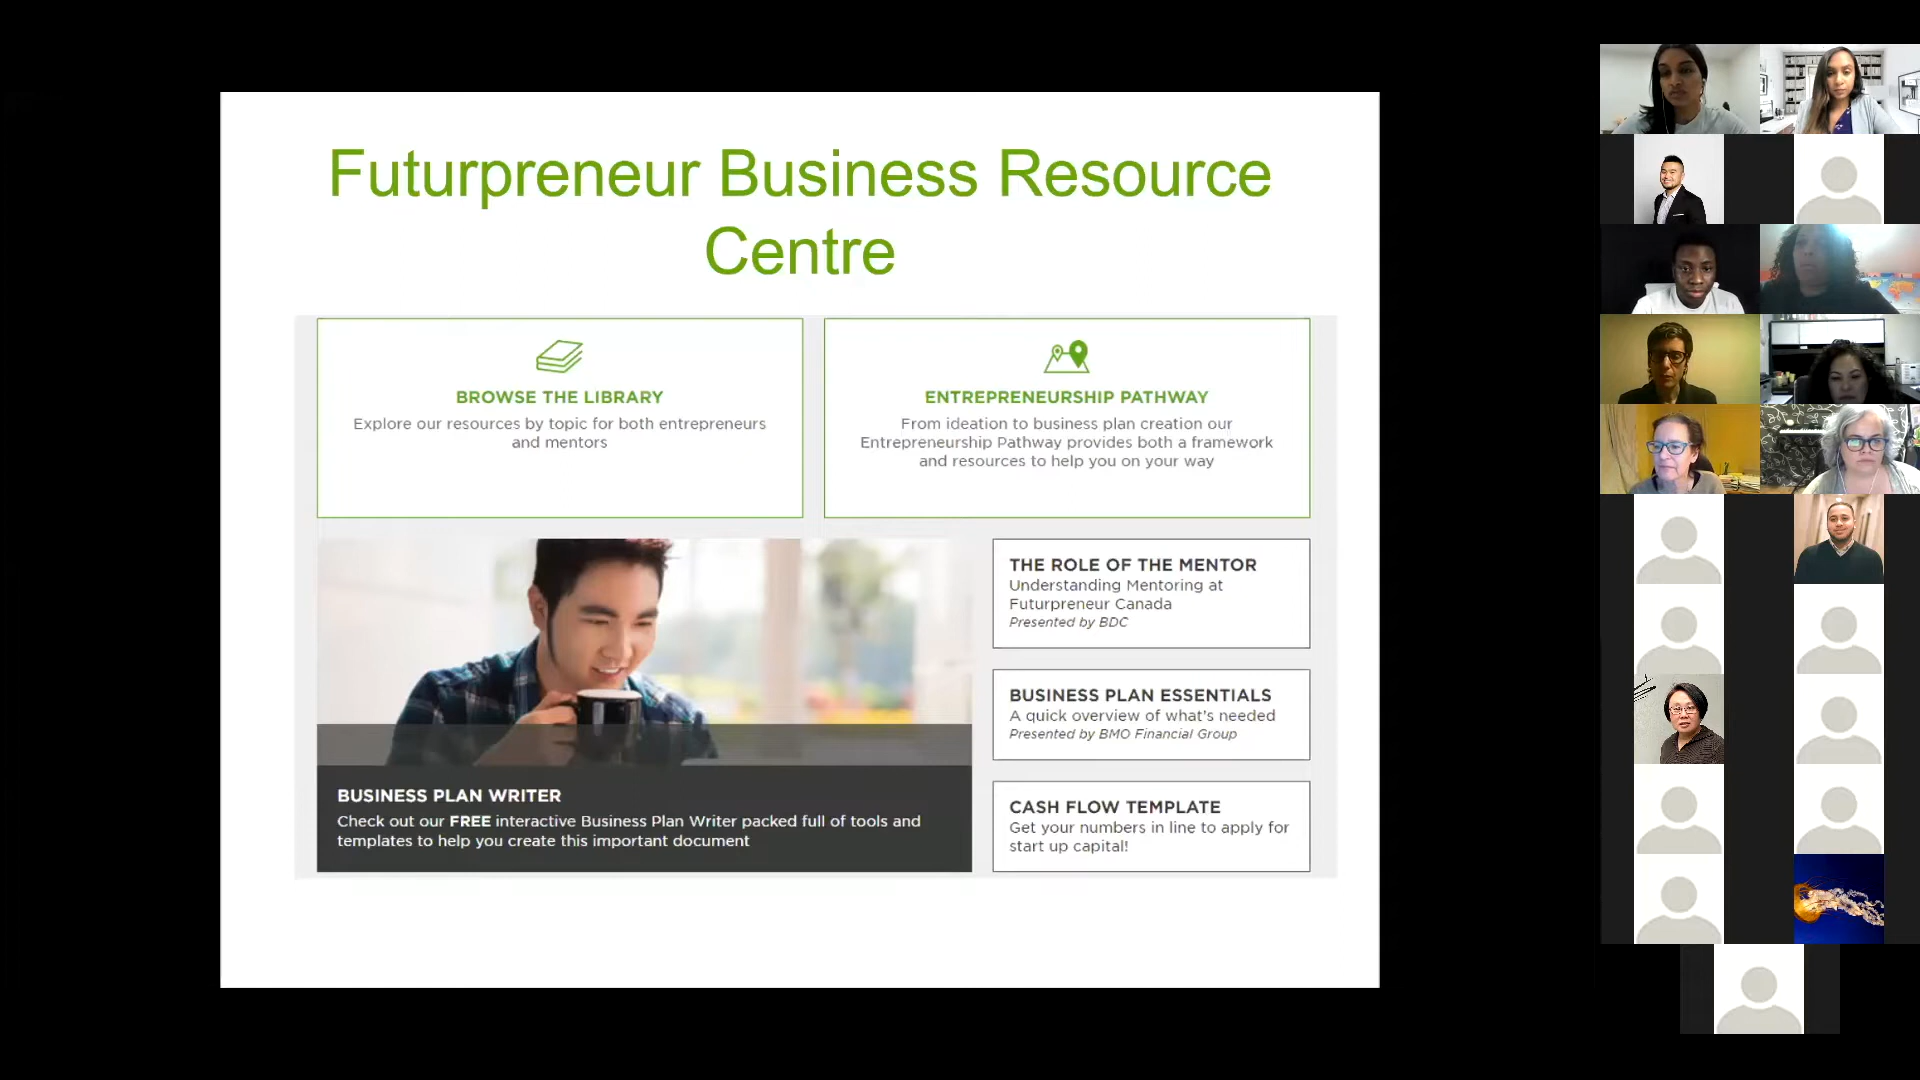 Futurpreneur Business Resource
Centre
BROWSE THE LIBRARY
Explore our resources by topic for both entrepreneurs
and mentors
ENTREPRENEURSHIP PATHWAY
From ideation to business plan creation our
Entrepreneurship Pathway provides both a framework
and resources to help you on your way
BUSINESS PLAN WRITER
Check out our FREE interactive Business Plan Writer packed full of tools and
templates to help you create this important document
THE ROLE OF THE MENTOR
Understanding Mentoring at
Futurpreneur Canada
Presented by BDC
BUSINESS PLAN ESSENTIALS
A quick overview of what's needed
Presented by BMO Financial Group
CASH FLOW TEMPLATE
Get your numbers in line to apply for
start up capital!